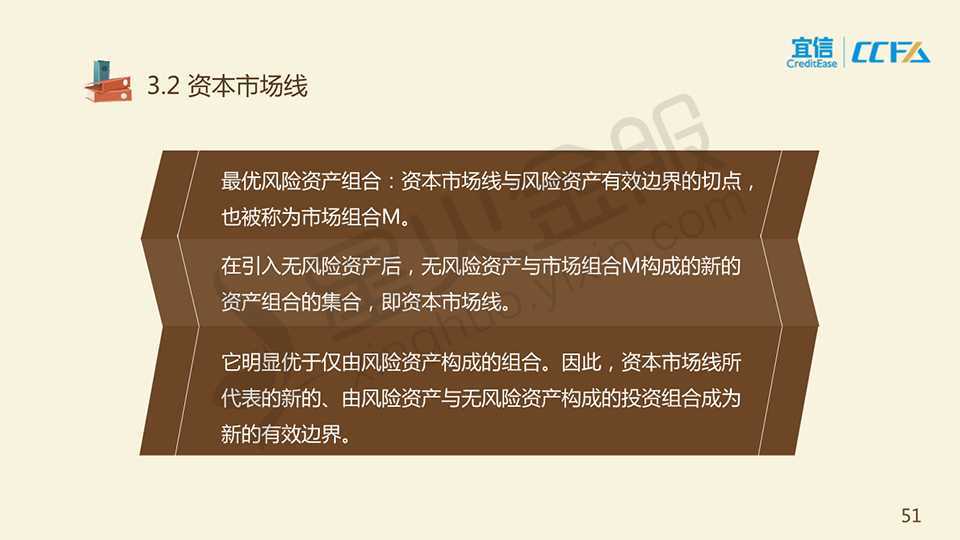 宜信
CreditEase
CCFA
3.2 资本市场线
最优风险资产组合：资本市场线与风险资产有效边界的切点，
也被称为市场组合M。
在引入无风险资产后，无风险资产与市场组合M构成的新的
资产组合的集合，即资本市场线。
它明显优于仅由风险资产构成的组合。因此，资本市场线所
代表的新的、由风险资产与无风险资产构成的投资组合成为
新的有效边界。
星火金服
xinghuo.yixin.com
51